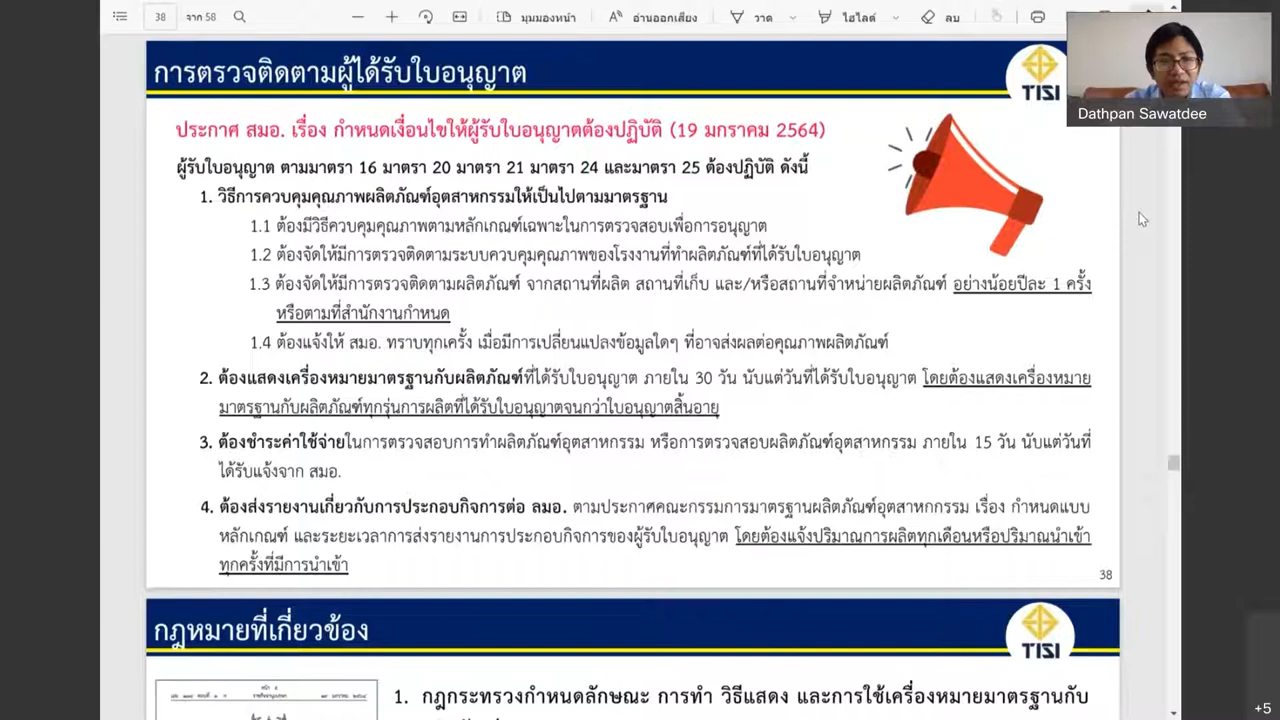 38
จาก 58
มุมมองหน้า
อ่านออกเสียง
วาด
ไฮไลต์
ลบ
การตรวจติดตามผู้ได้รับใบอนุญาต
TISI
Dathpan Sawatdee
ประกาศ สมอ. เรื่อง กำหนดเงื่อนไขให้ผู้รับใบอนุญาตต้องปฏิบัติ (19 มกราคม 2564)
ผู้รับใบอนุญาต ตามมาตรา 16 มาตรา 20 มาตรา 21 มาตรา 24 และมาตรา 25 ต้องปฏิบัติ ดังนี้
1. วิธีการควบคุมคุณภาพผลิตภัณฑ์อุตสาหกรรมให้เป็นไปตามมาตรฐาน
1.1 ต้องมีวิธีควบคุมคุณภาพตามหลักเกณฑ์เฉพาะในการตรวจสอบเพื่อการอนุญาต
1.2 ต้องจัดให้มีการตรวจติดตามระบบควบคุมคุณภาพของโรงงานที่ทำผลิตภัณฑ์ที่ได้รับใบอนุญาต
1.3 ต้องจัดให้มีการตรวจติดตามผลิตภัณฑ์ จากสถานที่ผลิต สถานที่เก็บ และ/หรือสถานที่จำหน่ายผลิตภัณฑ์ อย่างน้อยปีละ 1 ครั้ง
หรือตามที่สำนักงานกำหนด
1.4 ต้องแจ้งให้ สมอ. ทราบทุกครั้ง เมื่อมีการเปลี่ยนแปลงข้อมูลใดๆ ที่อาจส่งผลต่อคุณภาพผลิตภัณฑ์
2. ต้องแสดงเครื่องหมายมาตรฐานกับผลิตภัณฑ์ที่ได้รับใบอนุญาต ภายใน 30 วัน นับแต่วันที่ได้รับใบอนุญาต โดยต้องแสดงเครื่องหมาย
มาตรฐานกับผลิตภัณฑ์ทุกรุ่นการผลิตที่ได้รับใบอนุญาตจนกว่าใบอนุญาตสิ้นอายุ
3. ต้องชำระค่าใช้จ่ายในการตรวจสอบการทำผลิตภัณฑ์อุตสาหกรรม หรือการตรวจสอบผลิตภัณฑ์อุตสาหกรรม ภายใน 15 วัน นับแต่วันที่
ได้รับแจ้งจาก สมอ.
4. ต้องส่งรายงานเกี่ยวกับการประกอบกิจการต่อ ลมอ. ตามประกาศคณะกรรมการมาตรฐานผลิตภัณฑ์อุตสาหกกรรม เรื่อง กำหนดแบบ
หลักเกณฑ์ และระยะเวลาการส่งรายงานการประกอบกิจการของผู้รับใบอนุญาต โดยต้องแจ้งปริมาณการผลิตทุกเดือนหรือปริมาณนำเข้า
ทุกครั้งที่มีการนำเข้า
38
กฎหมายที่เกี่ยวข้อง
TISI
1. กฎกระทรวงกำหนดลักษณะ การทำ วิธีแสดง และการใช้เครื่องหมายมาตรฐานกับ
+5